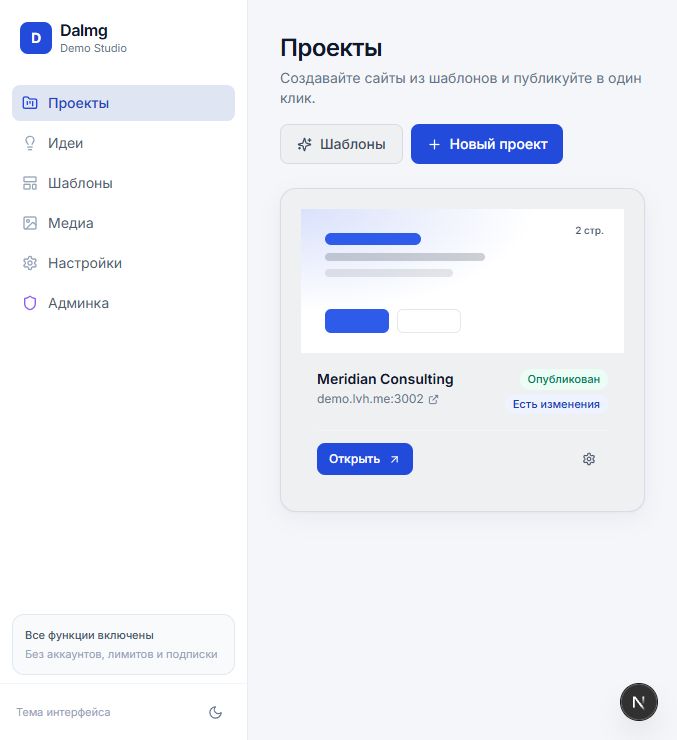 D
Dalmg
Demo Studio
Проекты
Идеи
Шаблоны
Медиа
Настройки
Админка
Все функции включены
Без аккаунтов, лимитов и подписки
Тема интерфейса
Проекты
Создавайте сайты из шаблонов и публикуйте в один
клик.
Шаблоны
Новый проект
2 стр.
Meridian Consulting
Опубликован
demo.lvh.me:3002
Есть изменения
Открыть
N